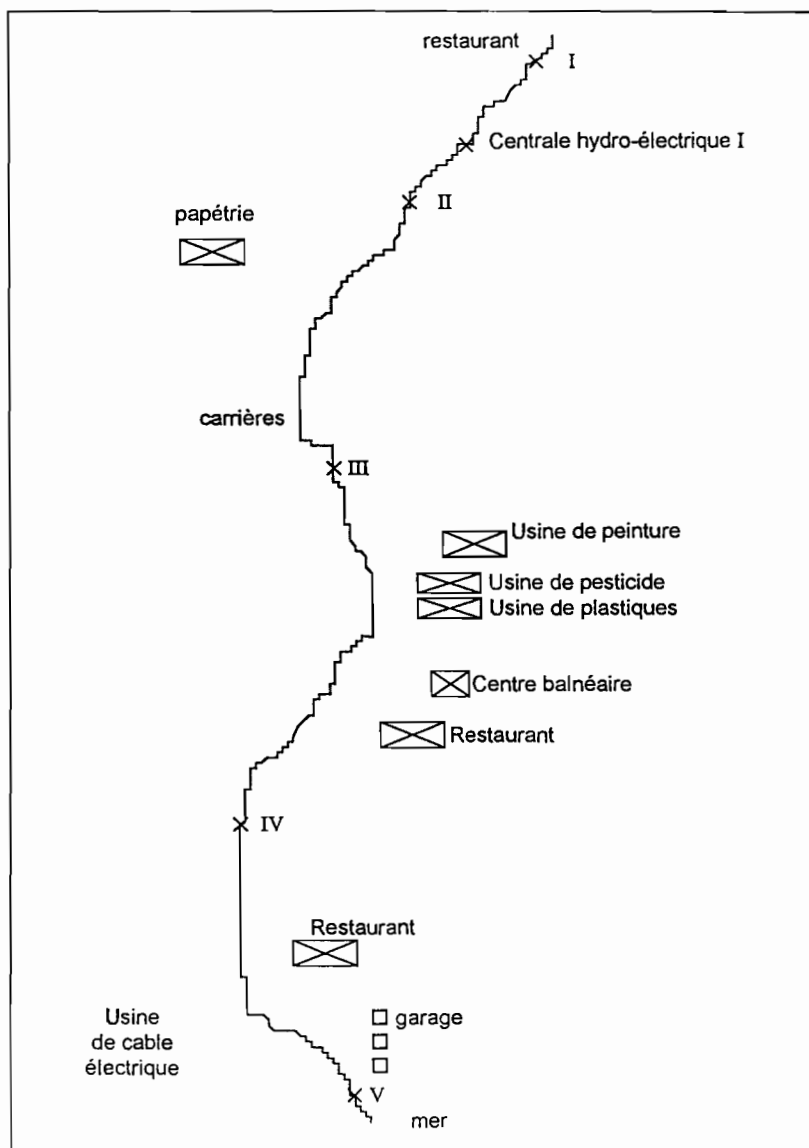 restaurant
I
Centrale hydro-électrique I
II
papétrie
carrières
III
Usine de peinture
Usine de pesticide
Usine de plastiques
Centre balnéaire
Restaurant
IV
Restaurant
garage
Usine
de cable
électrique
V
mer